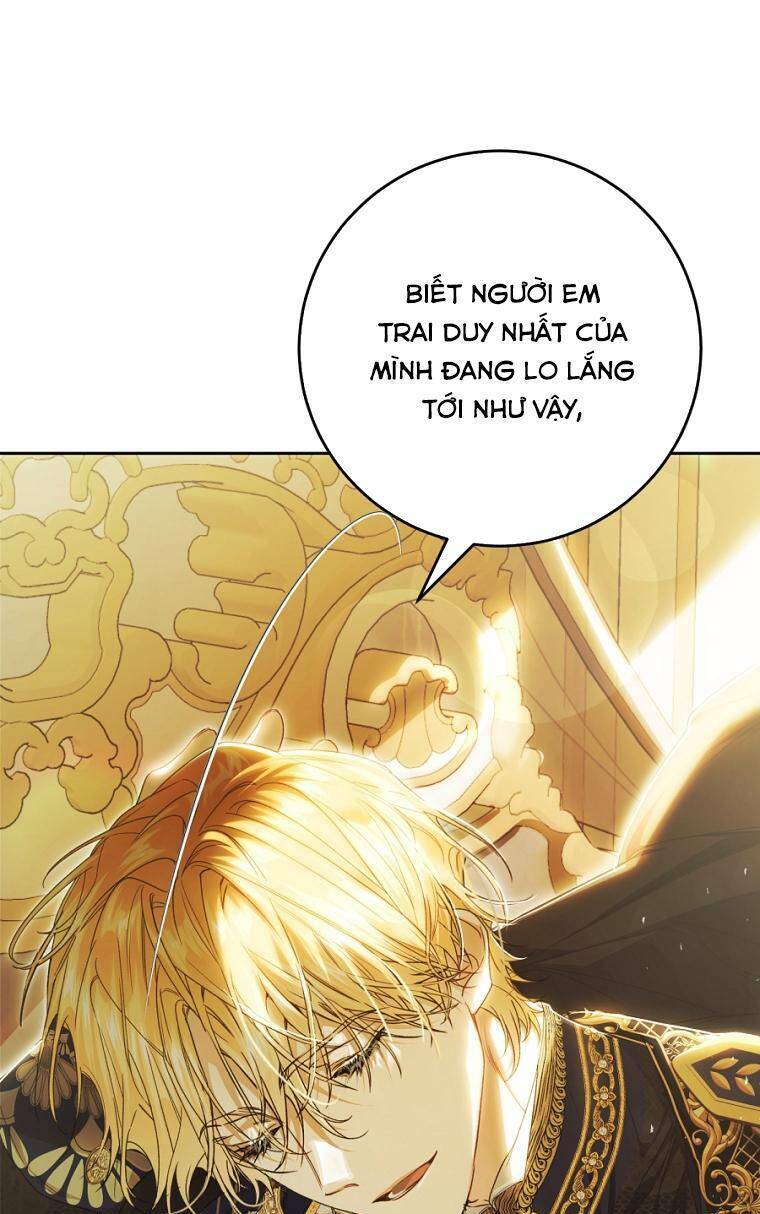 BIẾT NGƯỜI EM
TRAI DUY NHẤT CỦA
MÌNH ĐANG LO LẮNG
TỚI NHƯ VẬY,